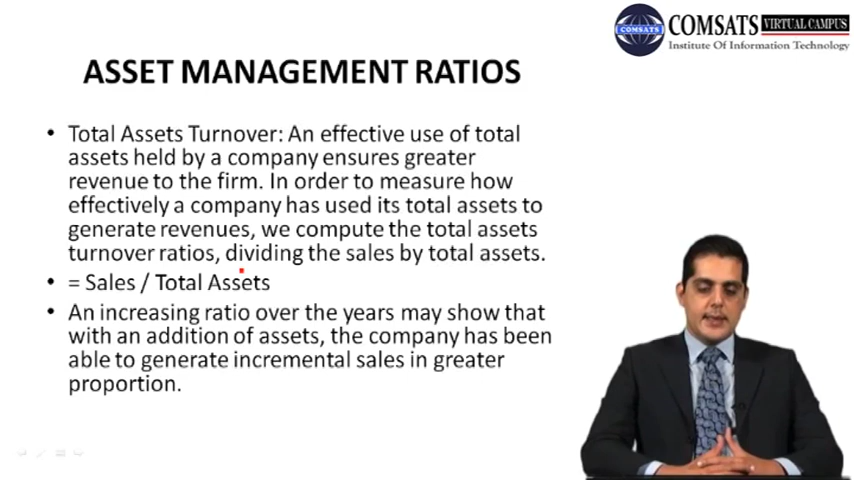 COMSATS VIRTUAL CAMPUS
COMSATS
Institute Of Information Technology
ASSET MANAGEMENT RATIOS
• Total Assets Turnover: An effective use of total
assets held by a company ensures greater
revenue to the firm. In order to measure how
effectively a company has used its total assets to
generate revenues, we compute the total assets
turnover ratios, dividing the sales by total assets.
• = Sales / Total Assets
• An increasing ratio over the years may show that
with an addition of assets, the company has been
able to generate incremental sales in greater
proportion.